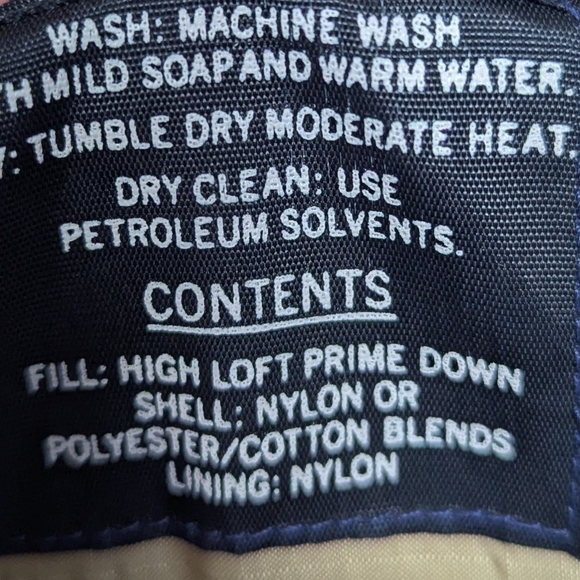 WASH: MACHINE WASH
TH MILD SOAP AND WARM WATER.
Y: TUMBLE DRY MODERATE HEAT.
DRY CLEAN: USE
PETROLEUM SOLVENTS.
CONTENTS
FILL: HIGH LOFT PRIME DOWN
SHELL: NYLON OR
POLYESTER/COTTON BLENDS
LINING: NYLON